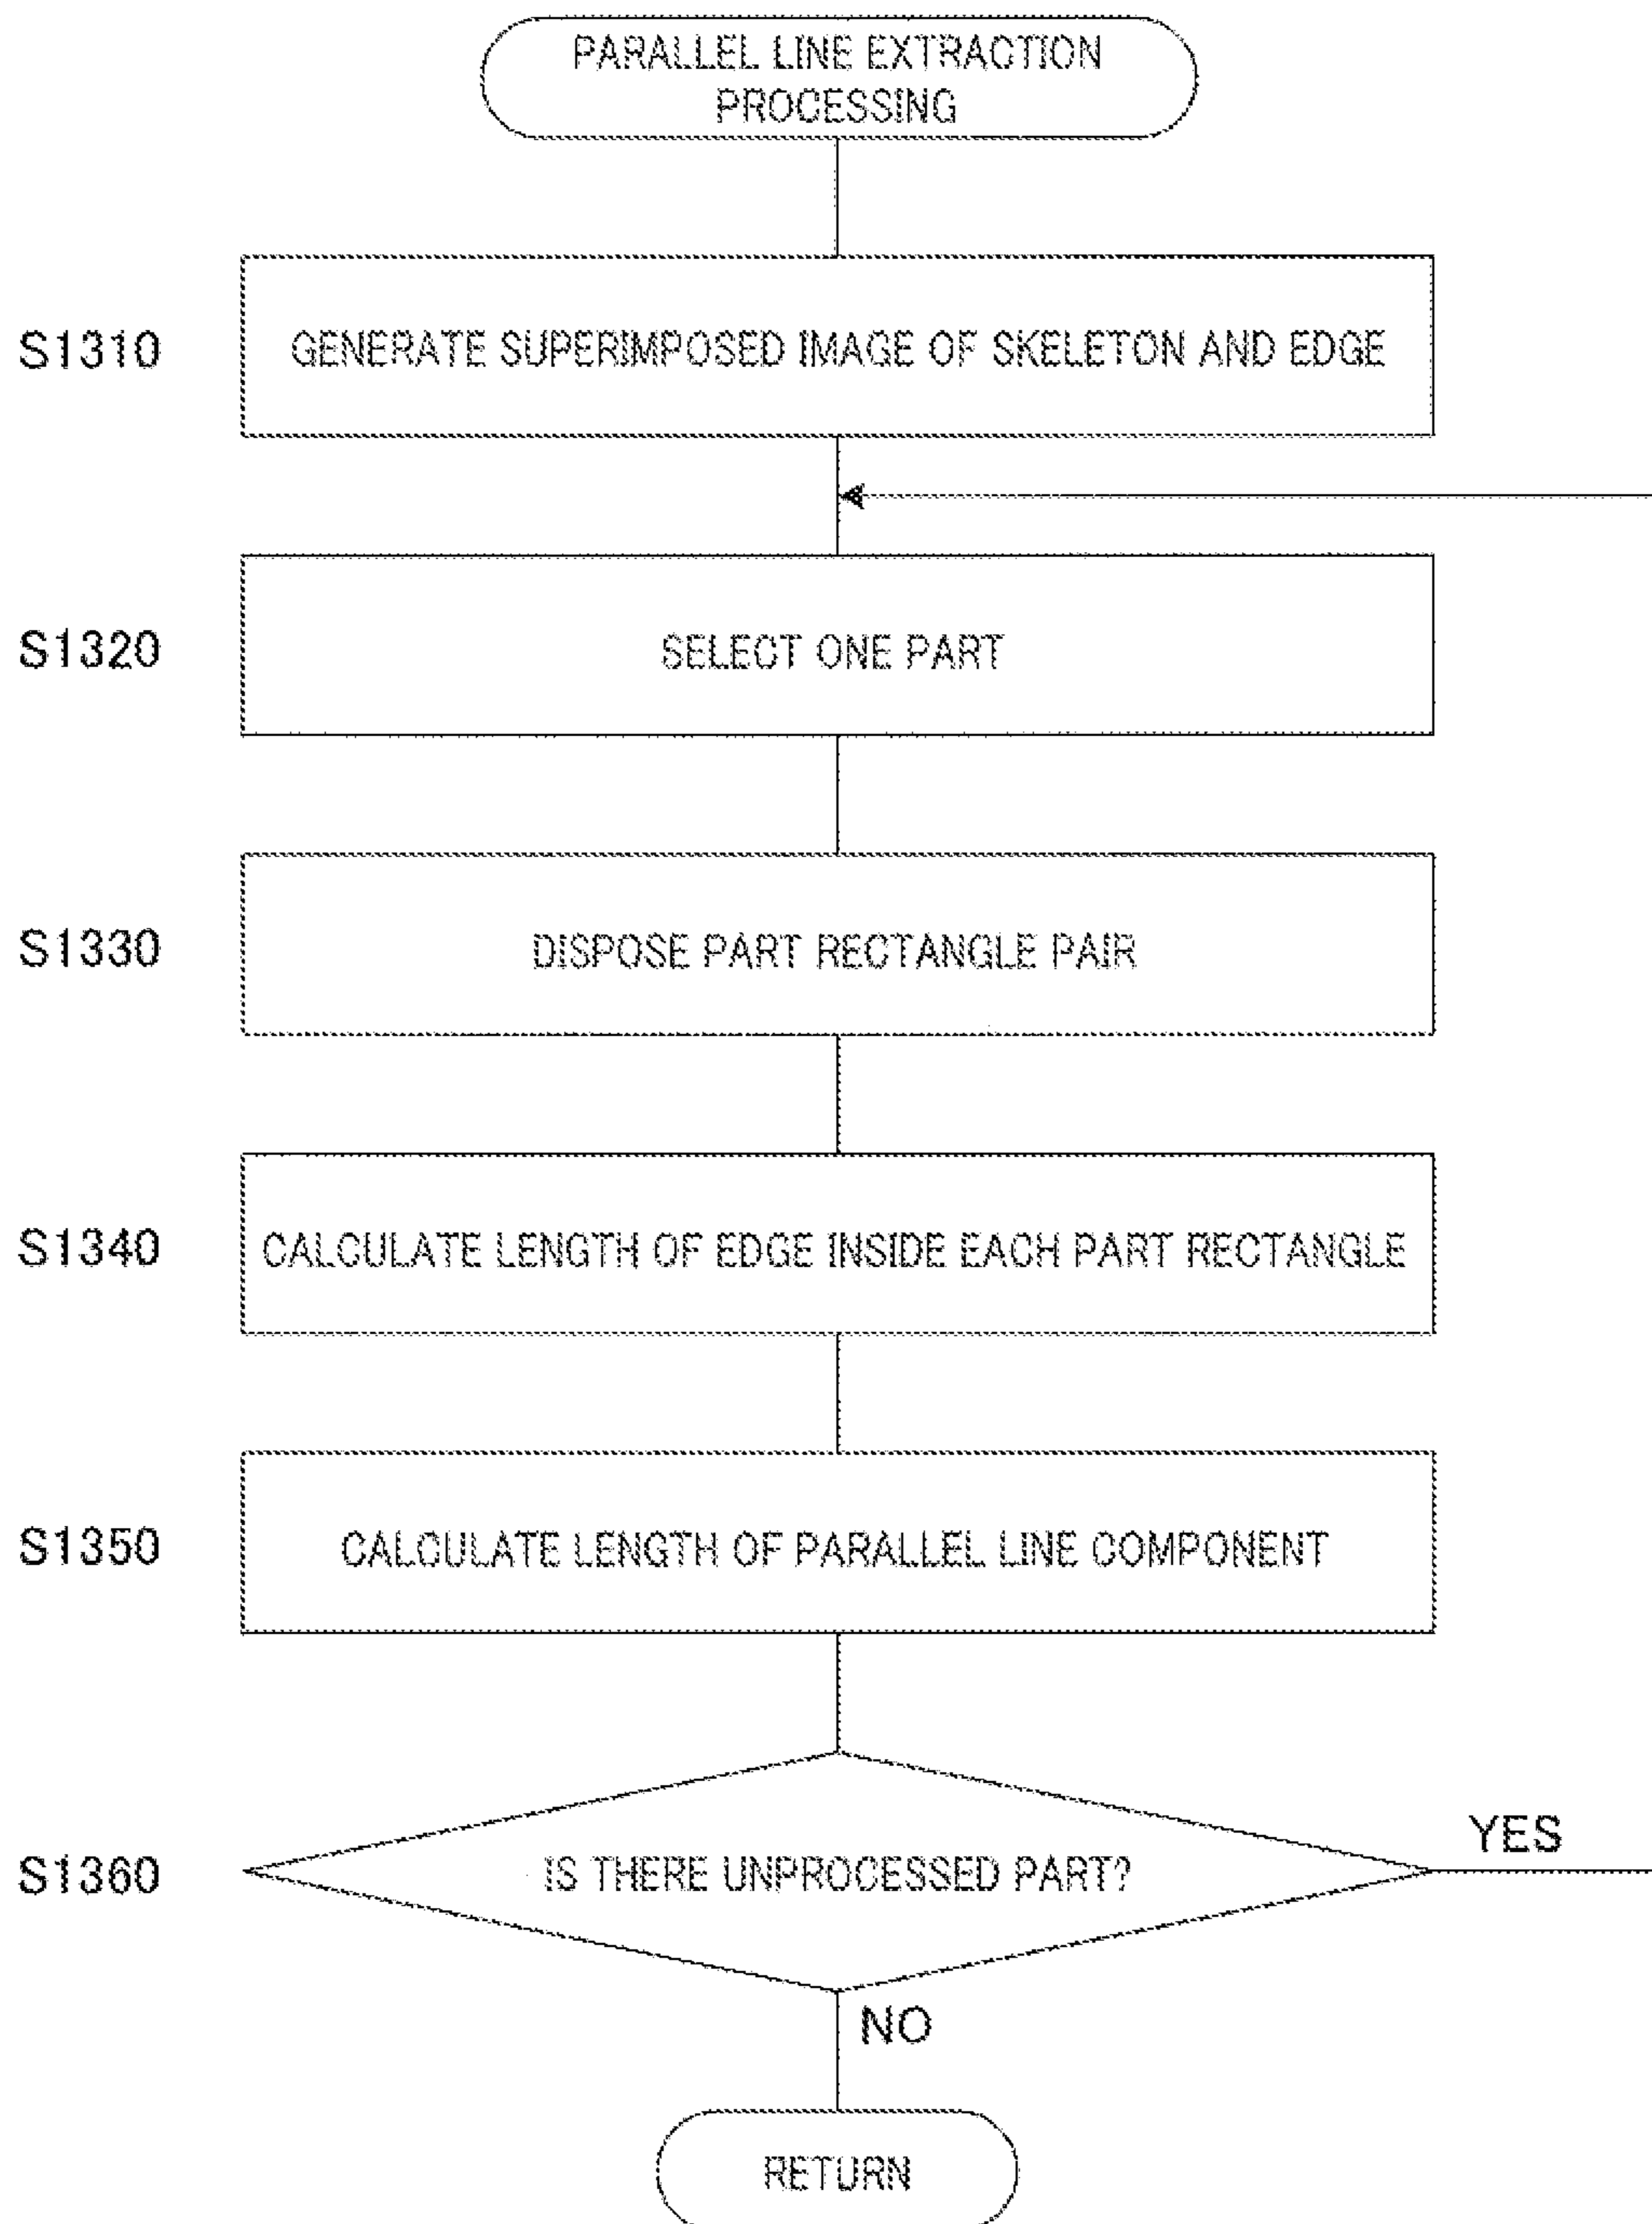 PARALLEL LINE EXTRACTION
PROCESSING
S1310
GENERATE SUPERIMPOSED IMAGE OF SKELETON AND EDGE
S1320
SELECT ONE PART
S1330
DISPOSE PART RECTANGLE PAIR
S1340
CALCULATE LENGTH OF EDGE INSIDE EACH PART RECTANGLE
S1350
CALCULATE LENGTH OF PARALLEL LINE COMPONENT
S1360
IS THERE UNPROCESSED PART?
YES
NO
RETURN